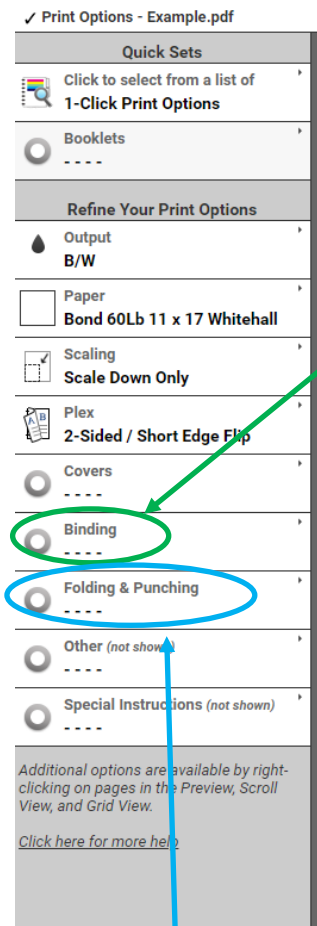 ✓ Print Options - Example.pdf
Quick Sets
Click to select from a list of
1-Click Print Options
Booklets
- - - -
Refine Your Print Options
Output
B/W
Paper
Bond 60Lb 11 x 17 Whitehall
Scaling
Scale Down Only
Plex
A B
2-Sided / Short Edge Flip
Covers
- - - -
Binding
- - - -
Folding & Punching
- - - -
Other (not shown)
- - - -
Special Instructions (not shown)
- - - -
Additional options are available by right-
clicking on pages in the Preview, Scroll
View, and Grid View.
Click here for more help